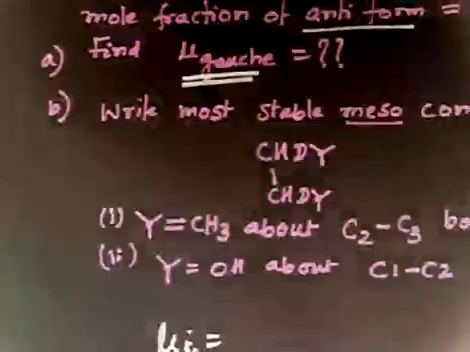 mole fraction of anti form =
a) Find μgauche = ??
b) Write most stable meso con
CHDY
CHDY
(i) Y=CH₃ about C₂-C₃ bo
(ii) Y=OH about C1-C2
μ =